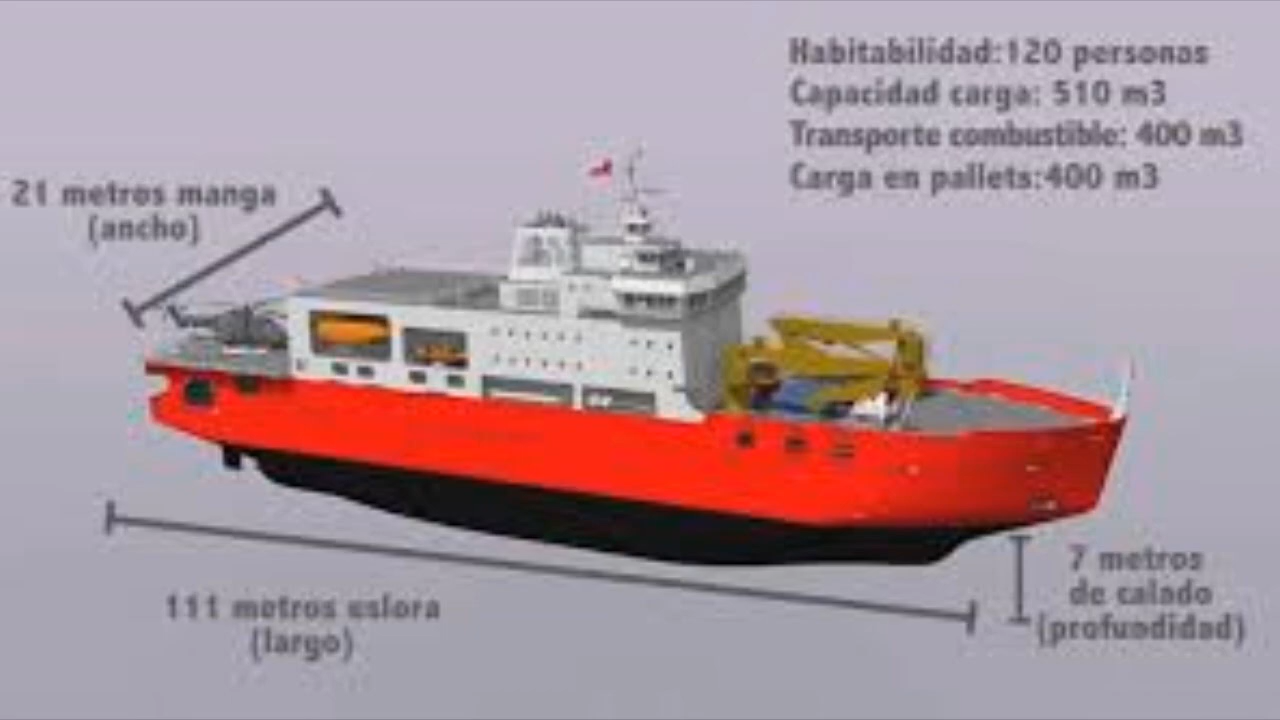 Habitabilidad:120 personas
Capacidad carga: 510 m3
Transporte combustible: 400 m3
Carga en pallets:400 m3
21 metros manga
(ancho)
111 metros eslora
(largo)
7 metros
de calado
(profundidad)